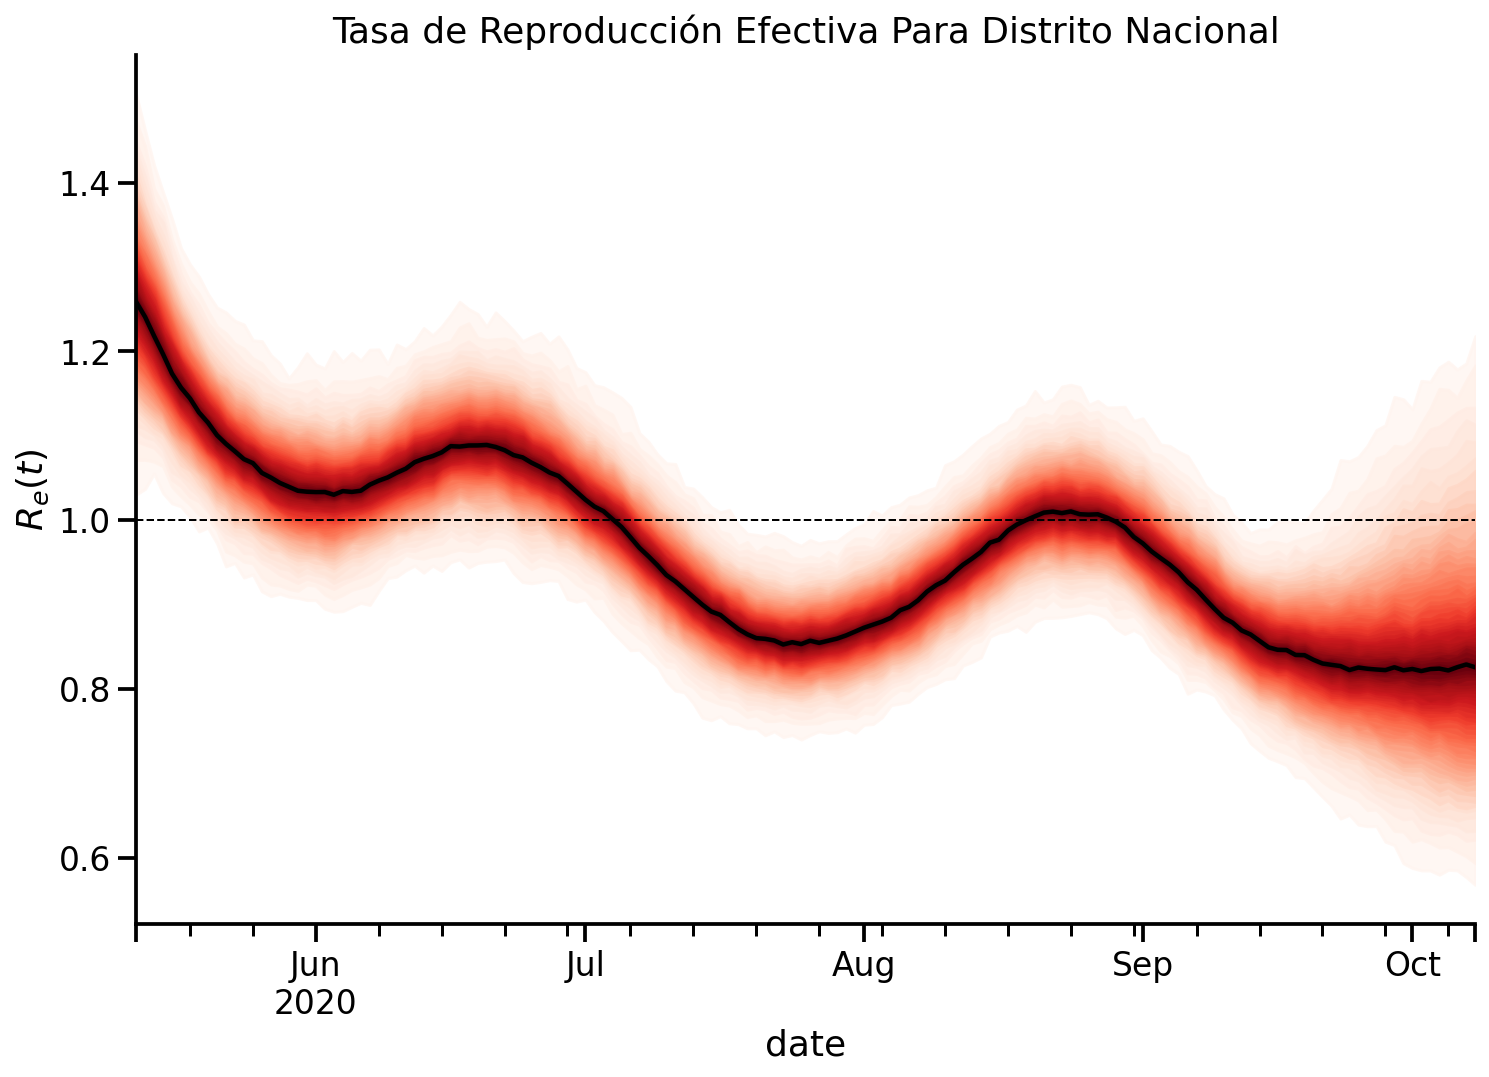 Tasa de Reproducción Efectiva Para Distrito Nacional
1.4
1.2
1.0
0.8
0.6
Rₑ(t)
Jun
2020
Jul
Aug
Sep
Oct
date